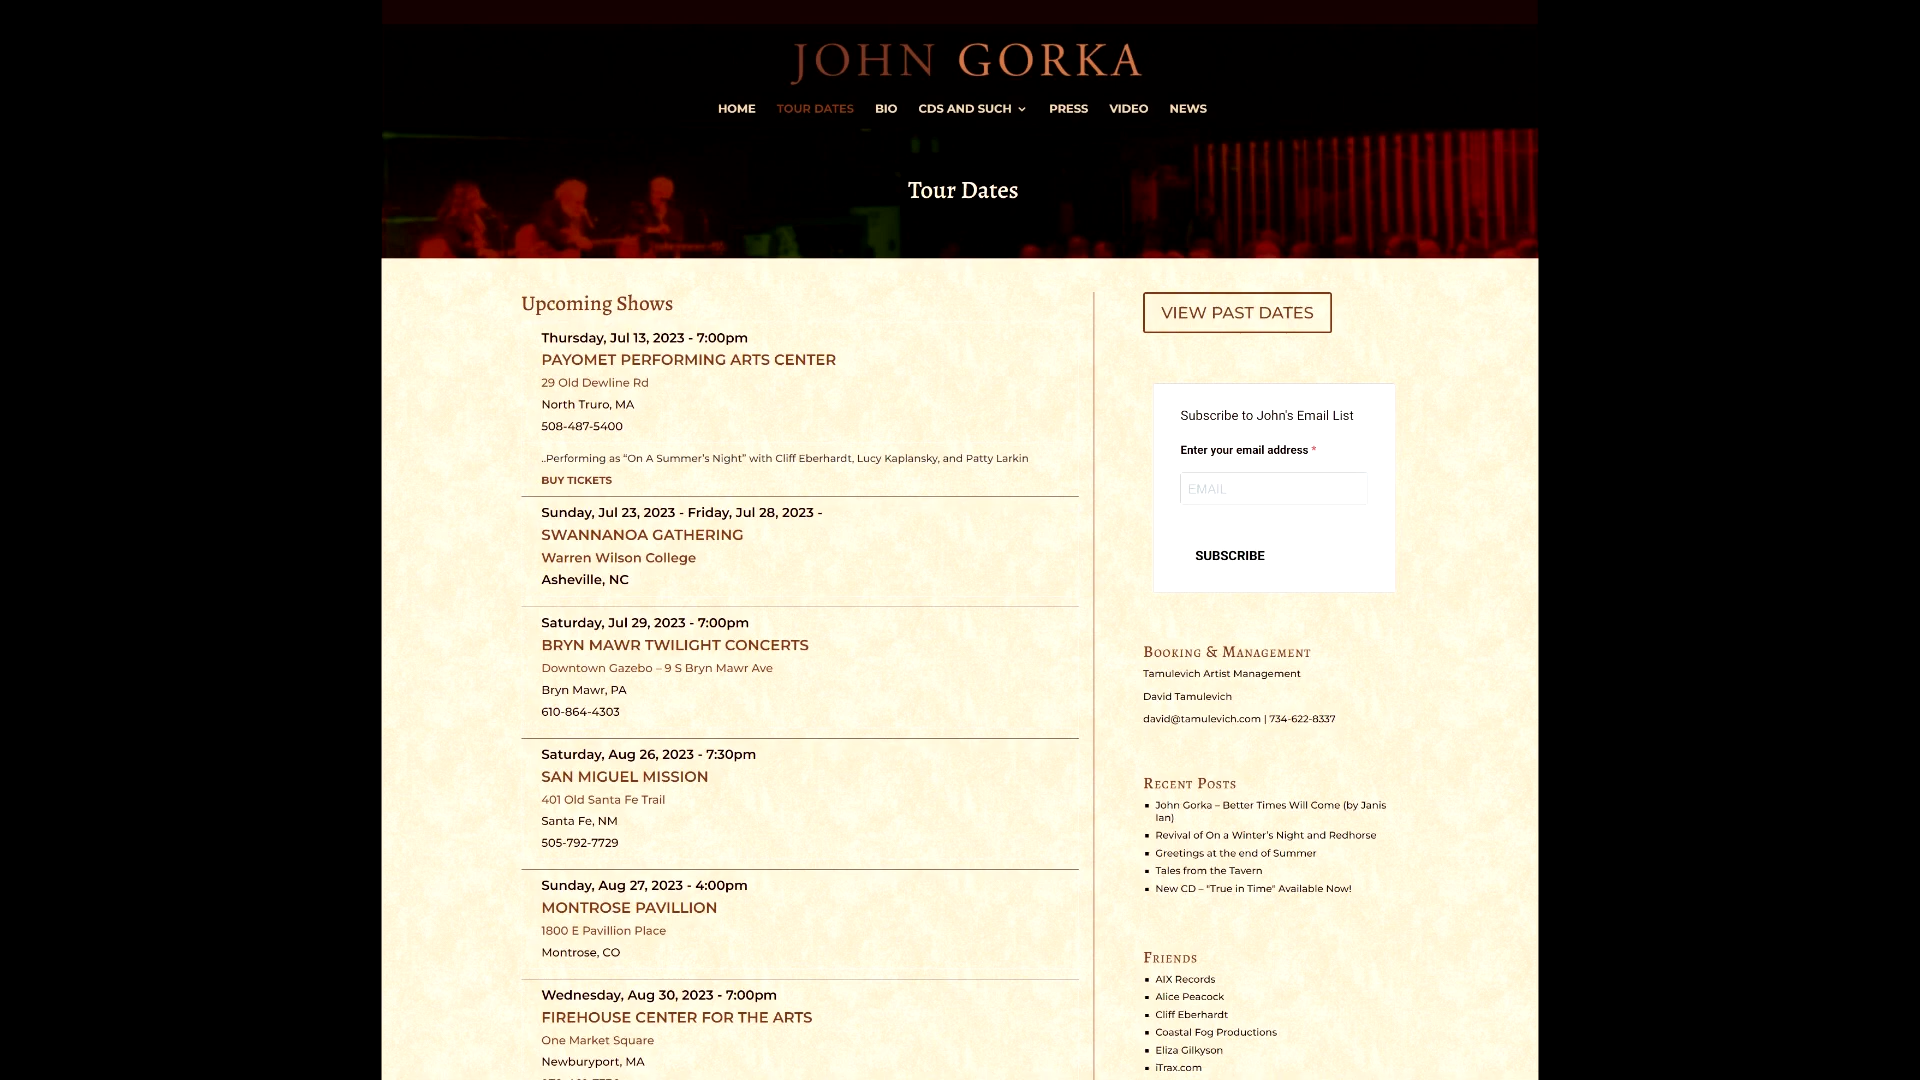 JOHN GORKA
HOME TOUR DATES BIO CDS AND SUCH PRESS VIDEO NEWS
Tour Dates
Upcoming Shows
Thursday, Jul 13, 2023 - 7:00pm
PAYOMET PERFORMING ARTS CENTER
29 Old Dewline Rd
North Truro, MA
508-487-5400
..Performing as “On A Summer’s Night” with Cliff Eberhardt, Lucy Kaplansky, and Patty Larkin
BUY TICKETS
Sunday, Jul 23, 2023 - Friday, Jul 28, 2023 -
SWANNANOA GATHERING
Warren Wilson College
Asheville, NC
Saturday, Jul 29, 2023 - 7:00pm
BRYN MAWR TWILIGHT CONCERTS
Downtown Gazebo – 9 S Bryn Mawr Ave
Bryn Mawr, PA
610-864-4303
Saturday, Aug 26, 2023 - 7:30pm
SAN MIGUEL MISSION
401 Old Santa Fe Trail
Santa Fe, NM
505-792-7729
Sunday, Aug 27, 2023 - 4:00pm
MONTROSE PAVILLION
1800 E Pavillion Place
Montrose, CO
Wednesday, Aug 30, 2023 - 7:00pm
FIREHOUSE CENTER FOR THE ARTS
One Market Square
Newburyport, MA
VIEW PAST DATES
Subscribe to John's Email List
Enter your email address *
EMAIL
SUBSCRIBE
Booking & Management
Tamulevich Artist Management
David Tamulevich
david@tamulevich.com | 734-622-8337
Recent Posts
John Gorka – Better Times Will Come (by Janis
Ian)
Revival of On a Winter’s Night and Redhorse
Greetings at the end of Summer
Tales from the Tavern
New CD – "True in Time" Available Now!
Friends
AIX Records
Alice Peacock
Cliff Eberhardt
Coastal Fog Productions
Eliza Gilkyson
iTrax.com